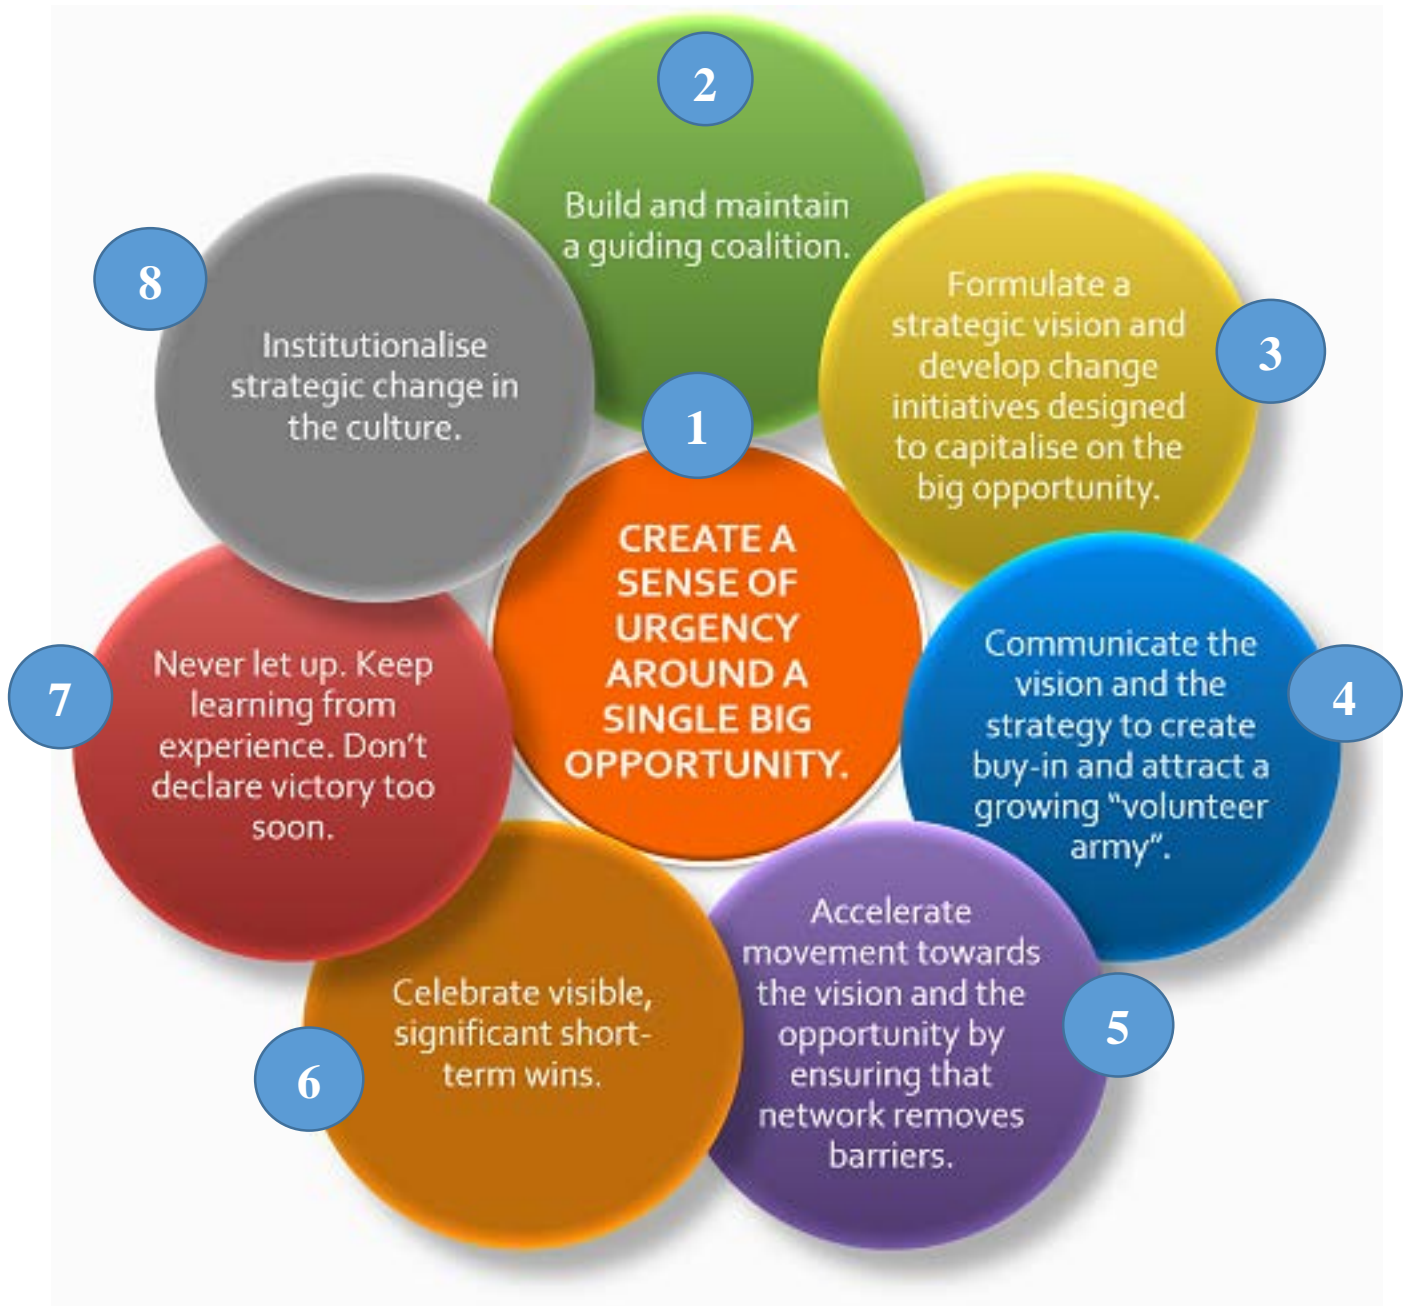 1
CREATE A
SENSE OF
URGENCY
AROUND A
SINGLE BIG
OPPORTUNITY.
2
Build and maintain
a guiding coalition.
3
Formulate a
strategic vision and
develop change
initiatives designed
to capitalise on the
big opportunity.
4
Communicate the
vision and the
strategy to create
buy-in and attract a
growing “volunteer
army”.
5
Accelerate
movement towards
the vision and the
opportunity by
ensuring that
network removes
barriers.
6
Celebrate visible,
significant short-
term wins.
7
Never let up. Keep
learning from
experience. Don’t
declare victory too
soon.
8
Institutionalise
strategic change in
the culture.